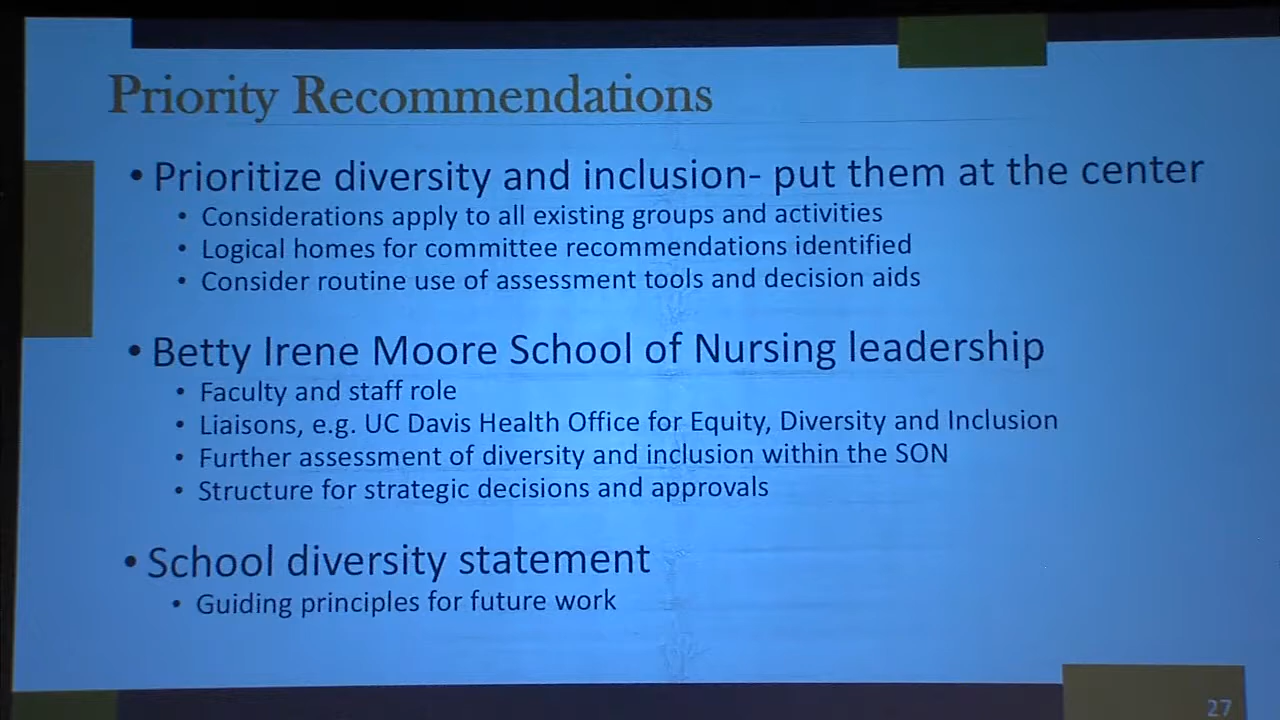 Priority Recommendations
• Prioritize diversity and inclusion- put them at the center
• Considerations apply to all existing groups and activities
• Logical homes for committee recommendations identified
• Consider routine use of assessment tools and decision aids
• Betty Irene Moore School of Nursing leadership
• Faculty and staff role
• Liaisons, e.g. UC Davis Health Office for Equity, Diversity and Inclusion
• Further assessment of diversity and inclusion within the SON
• Structure for strategic decisions and approvals
• School diversity statement
• Guiding principles for future work
27